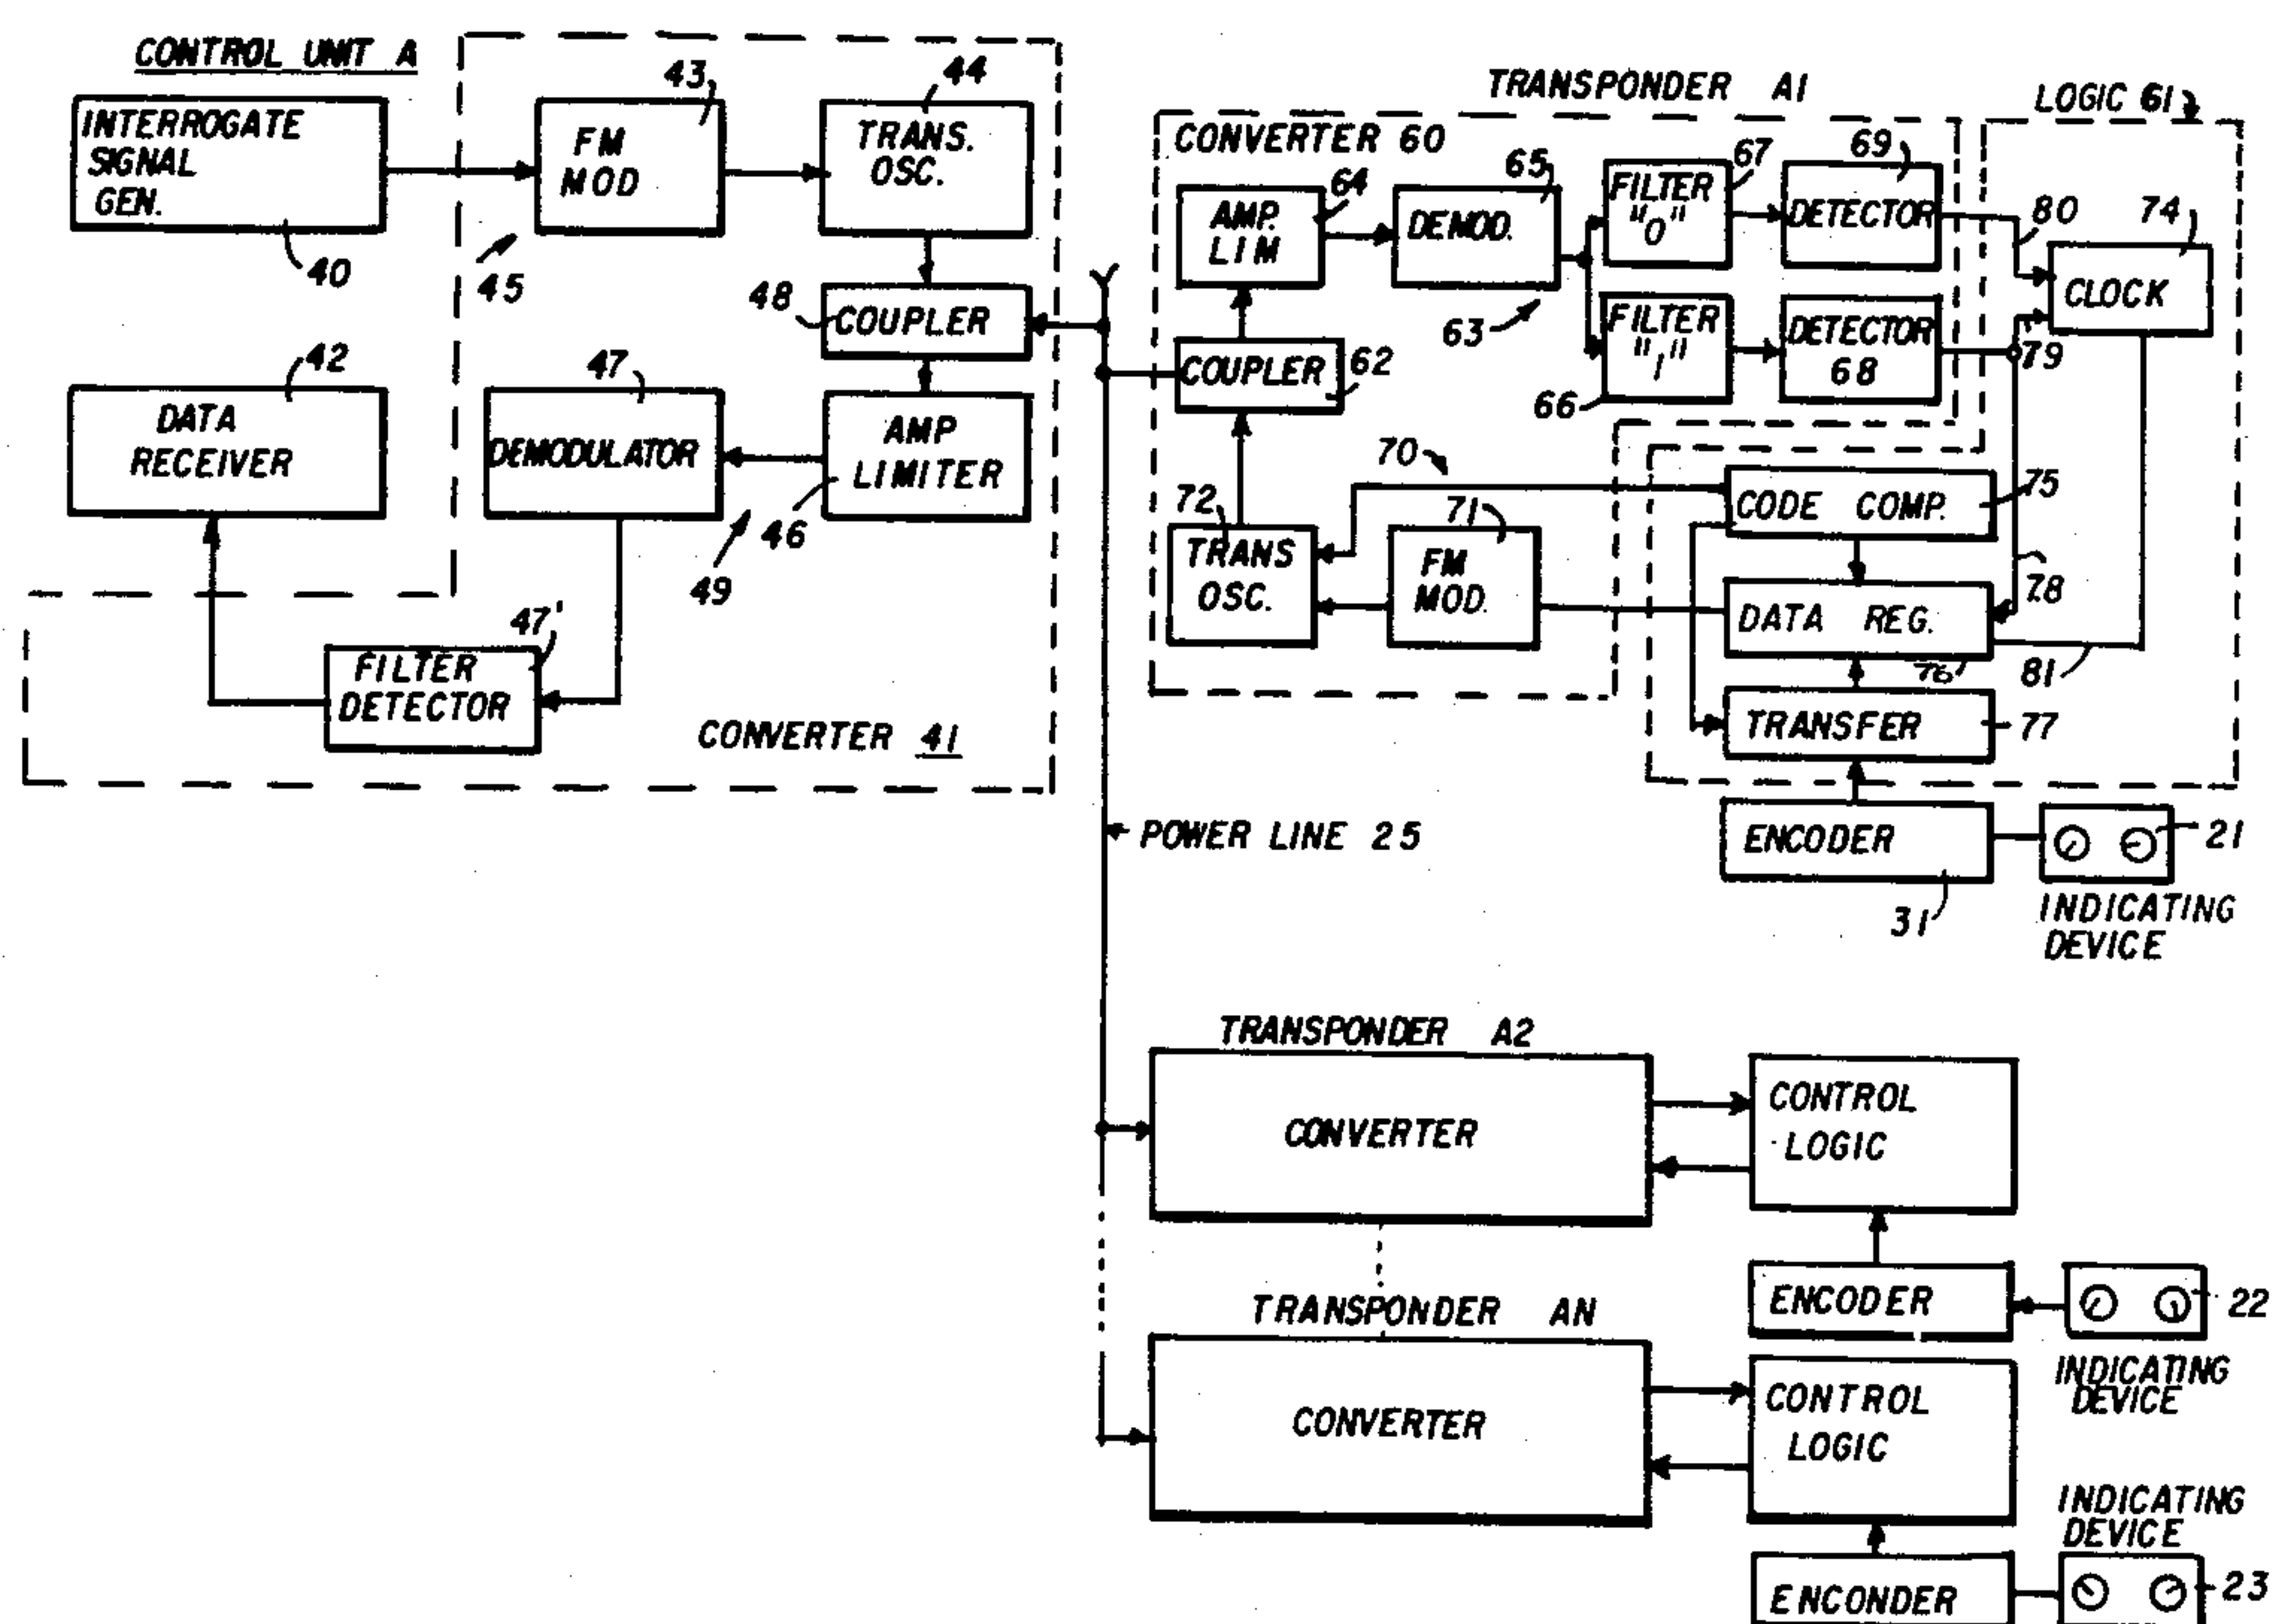 CONTROL UNIT A
INTERROGATE
SIGNAL
GEN.
40
45
43
FM
MOD
44
TRANS.
OSC.
48
COUPLER
42
DATA
RECEIVER
47
DEMODULATOR
AMP
LIMITER
46
49
47'
FILTER
DETECTOR
CONVERTER 41
POWER LINE 25
TRANSPONDER A1
CONVERTER 60
AMP.
LIM
64
DEMOD.
65
63
FILTER
"0"
67
DETECTOR
69
FILTER
"1"
66
DETECTOR
68
COUPLER
62
LOGIC 61
80
74
CLOCK
79
70
72
TRANS
OSC.
71
FM
MOD.
CODE COMP.
75
78
DATA REG.
76
81
TRANSFER
77
ENCODER
31
21
INDICATING
DEVICE
TRANSPONDER A2
CONVERTER
CONTROL
LOGIC
ENCODER
22
INDICATING
DEVICE
TRANSPONDER AN
CONVERTER
CONTROL
LOGIC
INDICATING
DEVICE
ENCONDER
23